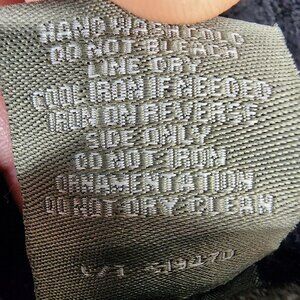 HAND WASH COLD
DO NOT BLEACH
LINE DRY
COOL IRON IF NEEDED
IRON ON REVERSE
SIDE ONLY
DO NOT IRON
ORNAMENTATION
DO NOT DRY CLEAN